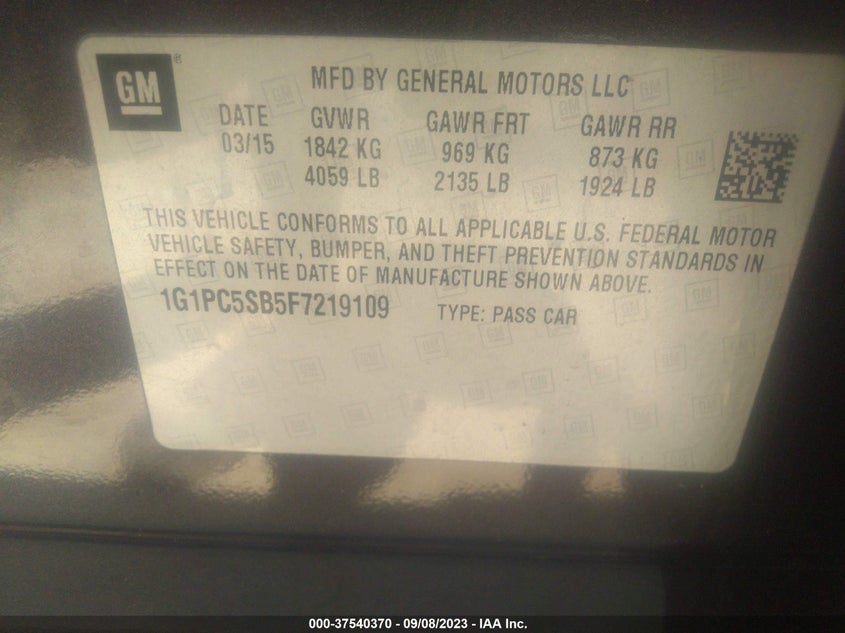 GM ®
MFD BY GENERAL MOTORS LLC
DATE GVWR GAWR FRT GAWR RR
03/15 1842 KG 969 KG 873 KG
4059 LB 2135 LB 1924 LB
THIS VEHICLE CONFORMS TO ALL APPLICABLE U.S. FEDERAL MOTOR
VEHICLE SAFETY, BUMPER, AND THEFT PREVENTION STANDARDS IN
EFFECT ON THE DATE OF MANUFACTURE SHOWN ABOVE.
1G1PC5SB5F7219109 TYPE: PASS CAR
000-37540370 - 09/08/2023 - IAA Inc.